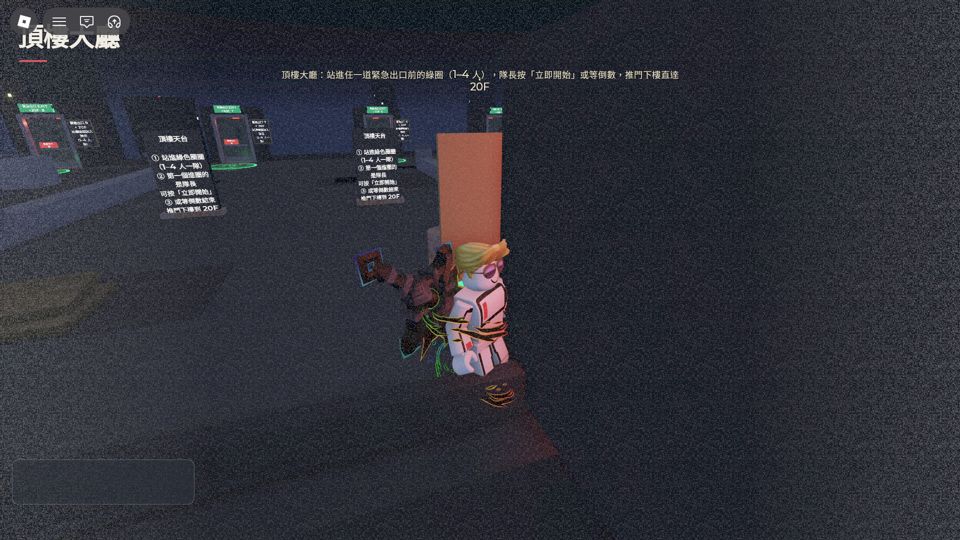 頂樓大廳
頂樓大廳：站進任一道緊急出口前的綠圈（1–4 人），隊長按「立即開始」或等倒數，推門下樓直達
20F
頂樓天台
① 站進綠色圈圈
（1–4 人一隊）
② 第一個進圈的
是隊長
可按「立即開始」
③ 或等倒數結束
推門下樓到 20F
頂樓天台
① 站進綠色圈圈
（1–4 人一隊）
② 第一個進圈的
是隊長
可按「立即開始」
③ 或等倒數結束
推門下樓到 20F